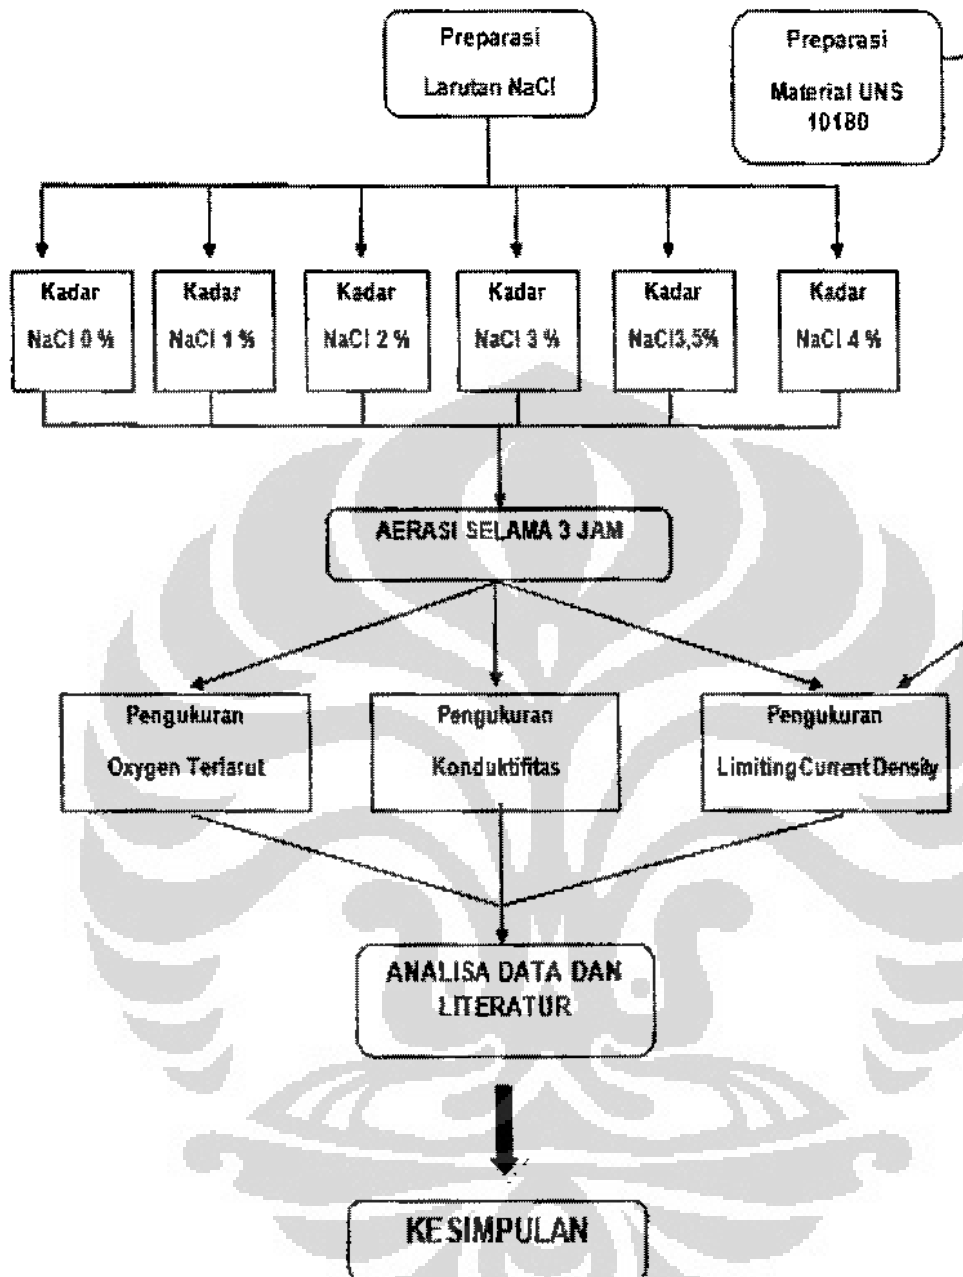 Preparasi
Larutan NaCl
Preparasi
Material UNS
10180
Kadar
NaCl 0 %
Kadar
NaCl 1 %
Kadar
NaCl 2 %
Kadar
NaCl 3 %
Kadar
NaCl3,5%
Kadar
NaCl 4 %
AERASI SELAMA 3 JAM
Pengukuran
Oxygen Terlarut
Pengukuran
Konduktifitas
Pengukuran
Limiting Current Density
ANALISA DATA DAN
LITERATUR
KESIMPULAN